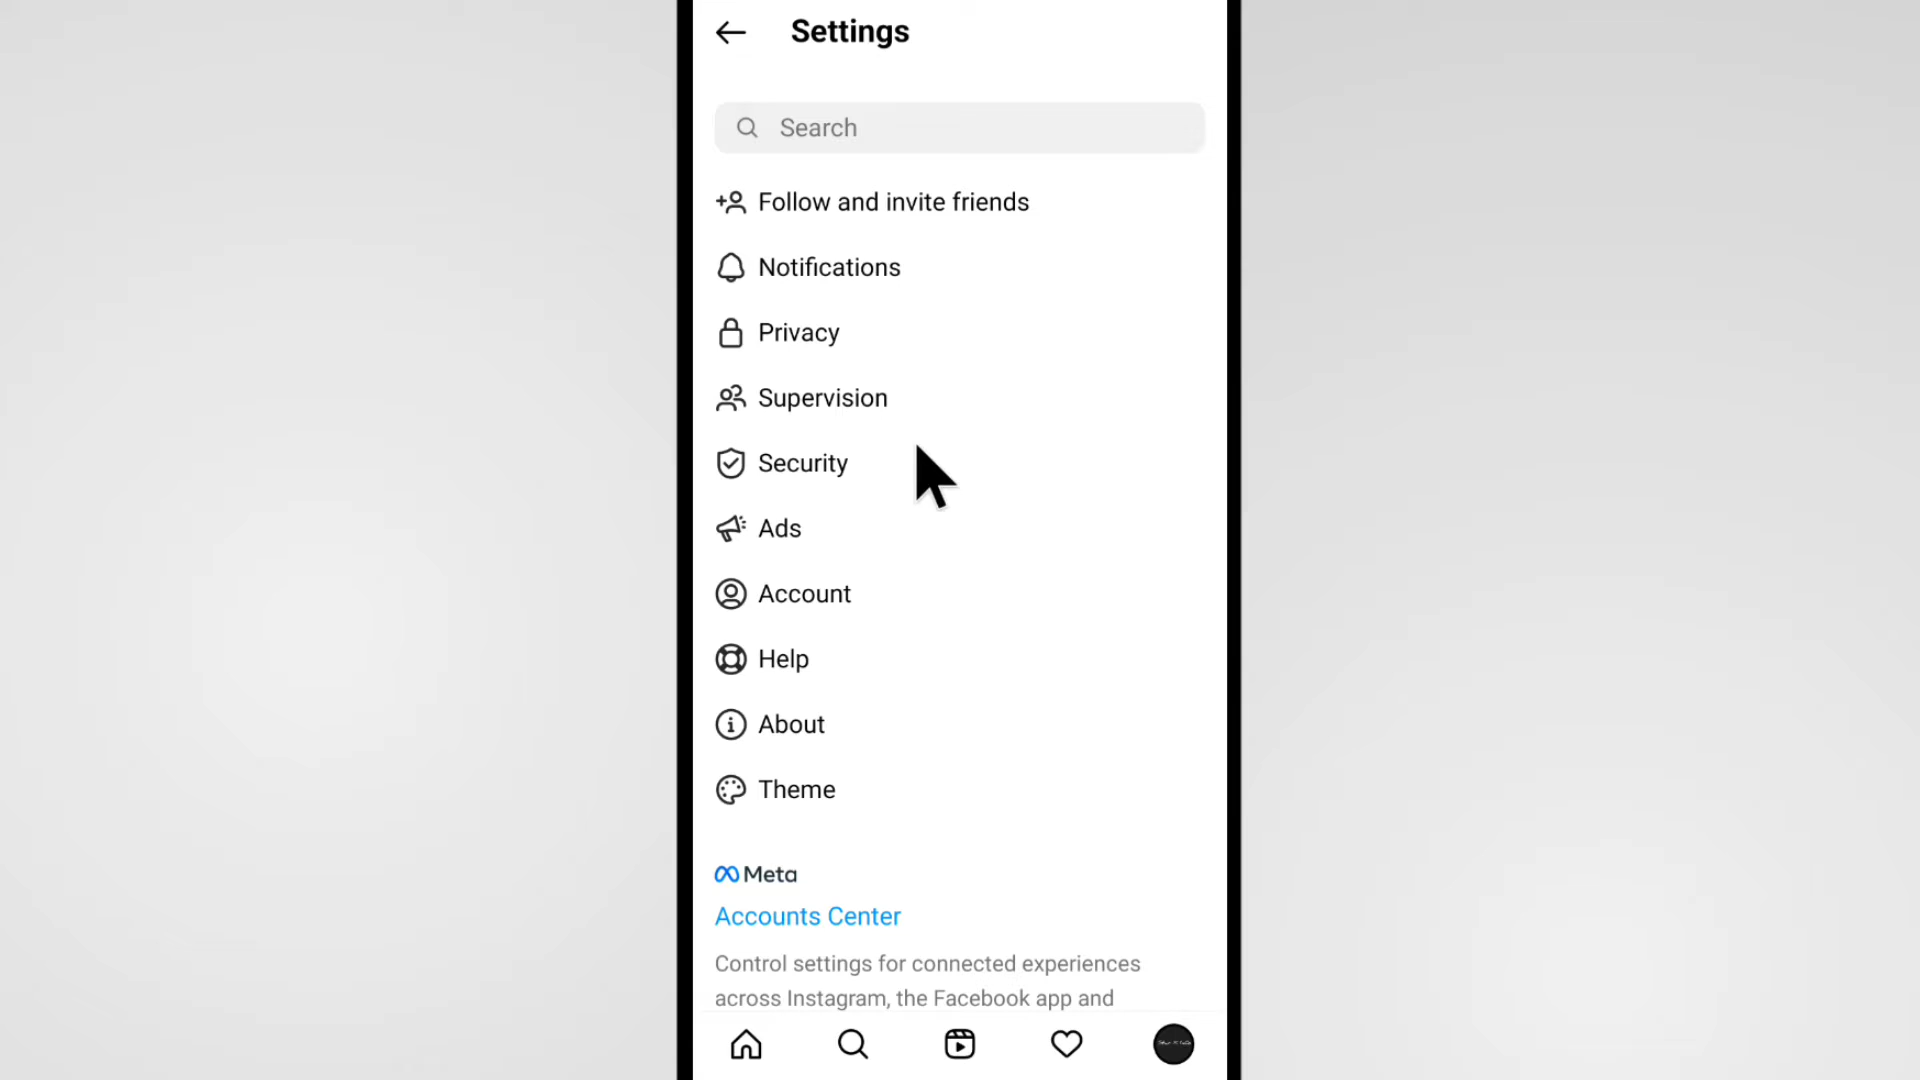 Settings
Search
Follow and invite friends
Notifications
Privacy
Supervision
Security
Ads
Account
Help
About
Theme
Meta
Accounts Center
Control settings for connected experiences
across Instagram, the Facebook app and